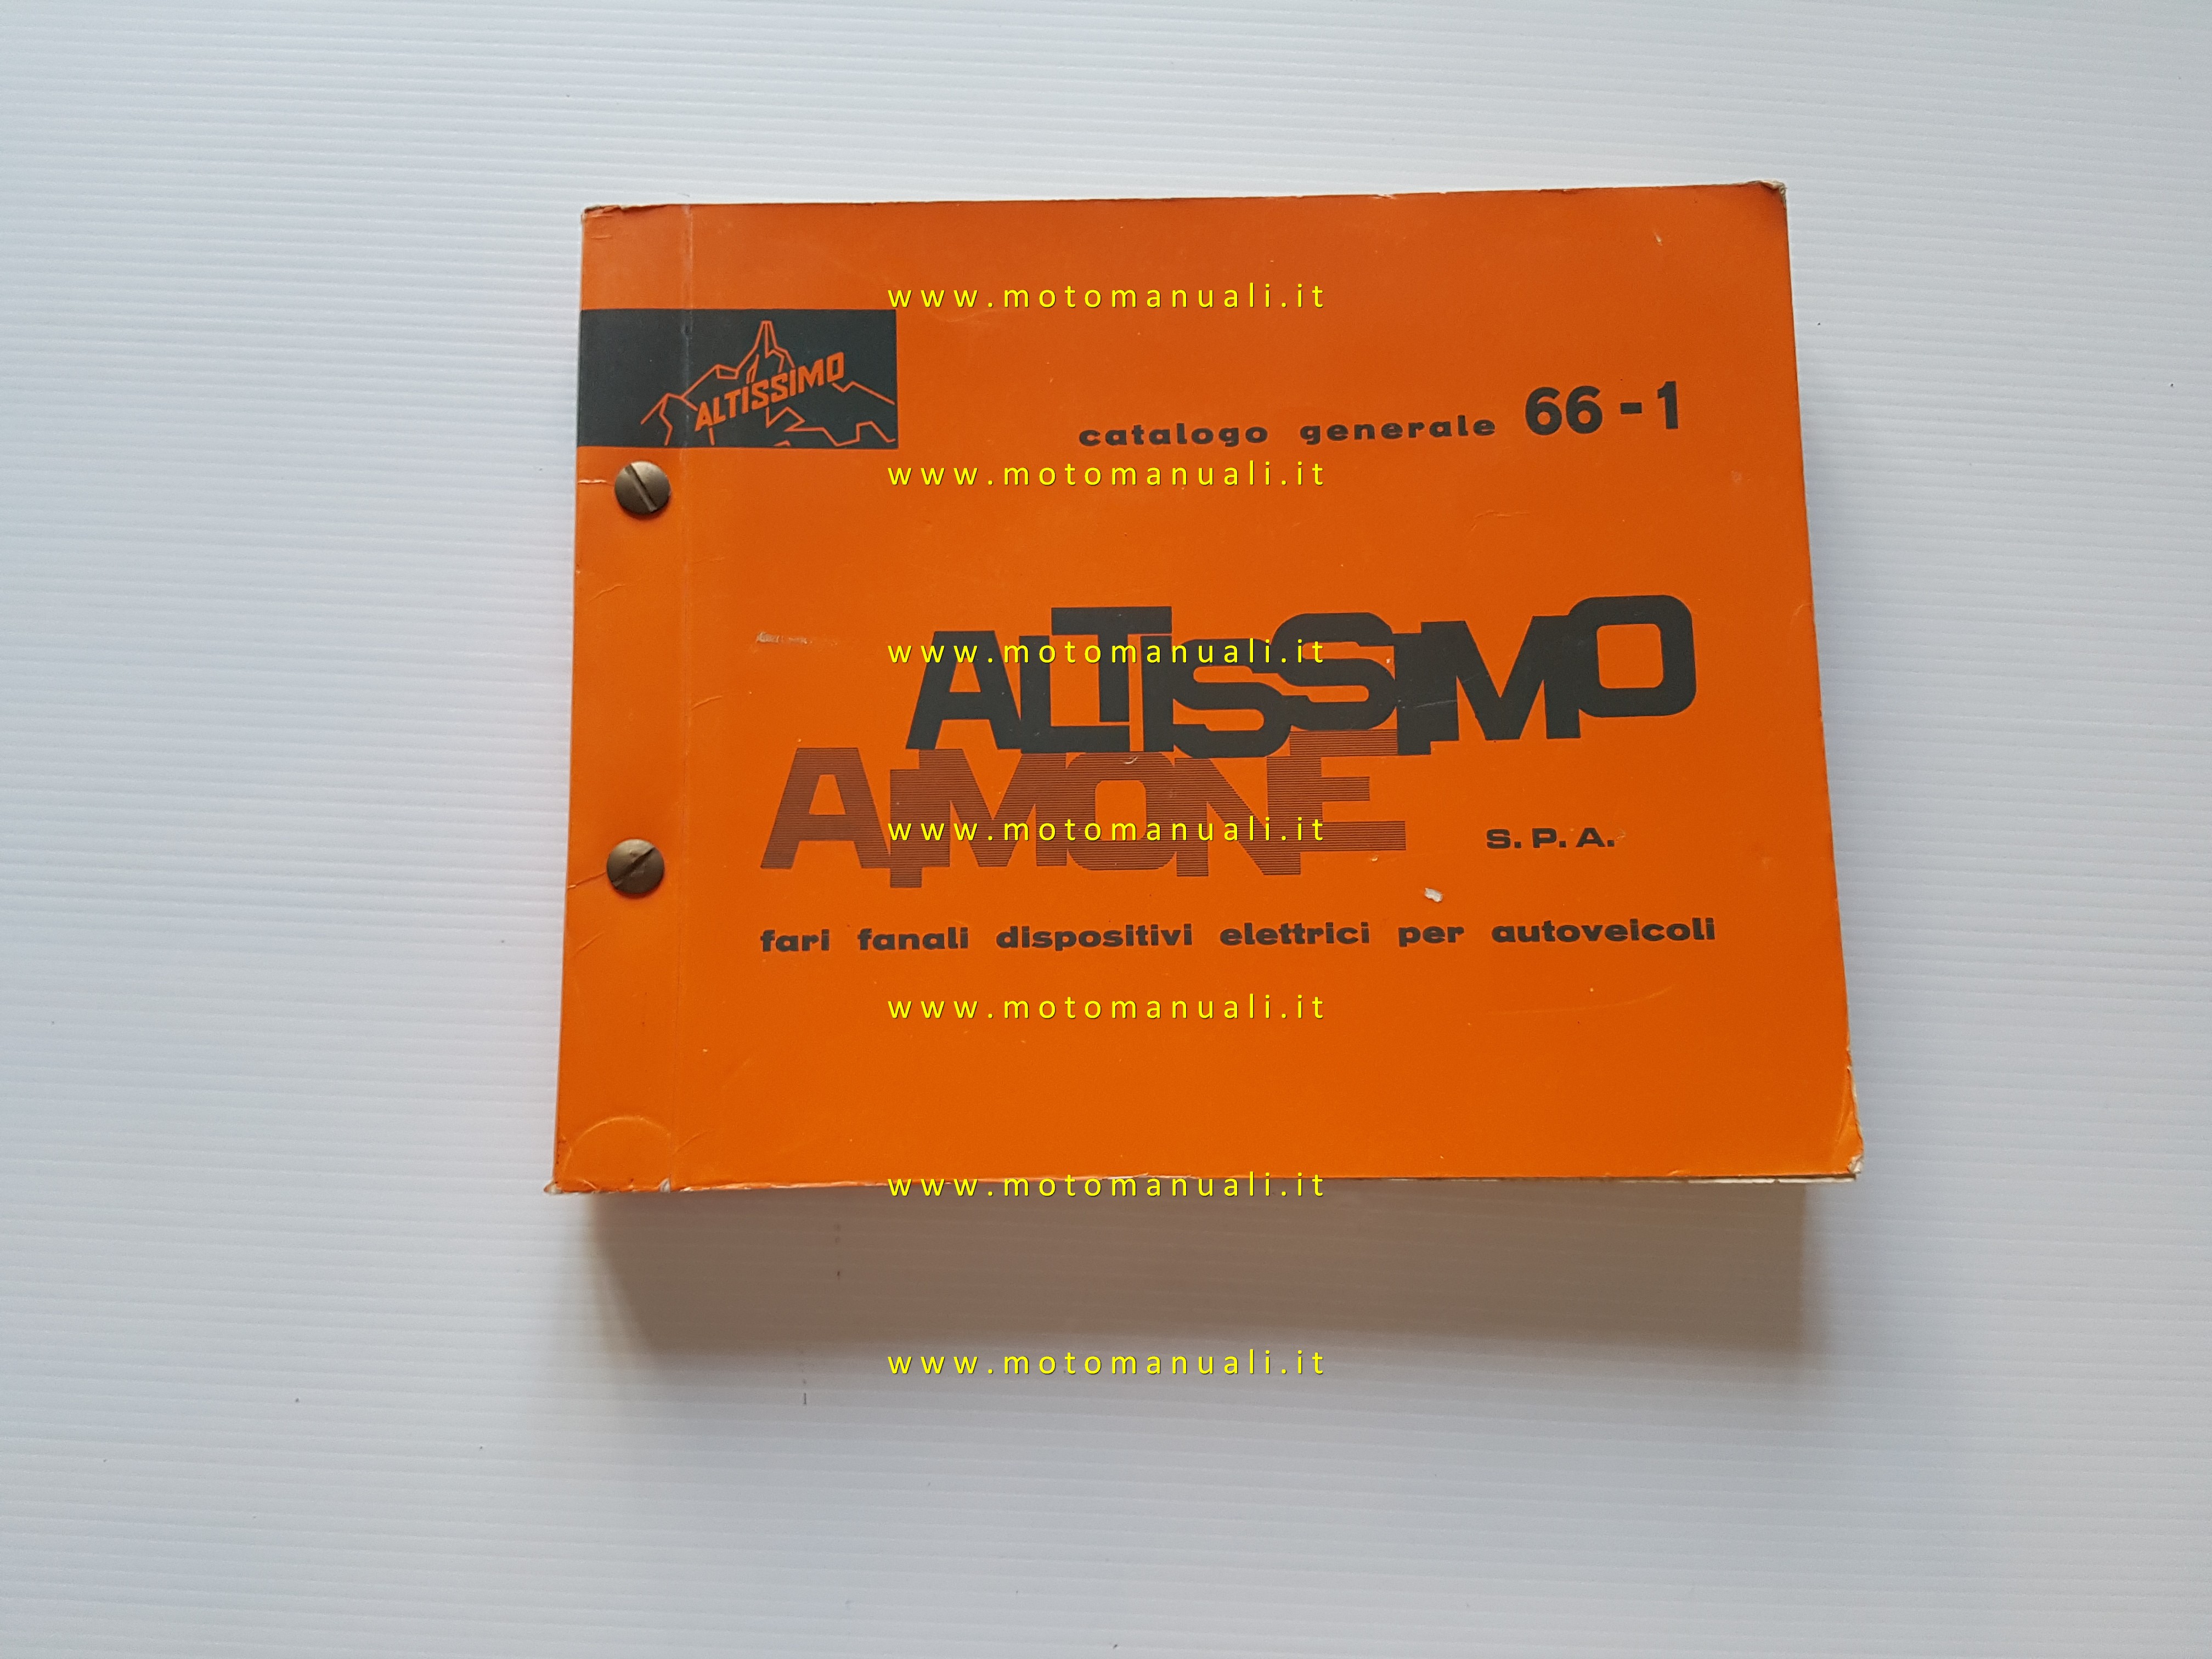 www.motomanuali.it
ALTISSIMO
catalogo generale 66-1
www.motomanuali.it
ALTISSIMO
www.motomanuali.it
AIMONE S.P.A.
www.motomanuali.it
fari fanali dispositivi elettrici per autoveicoli
www.motomanuali.it
www.motomanuali.it
www.motomanuali.it